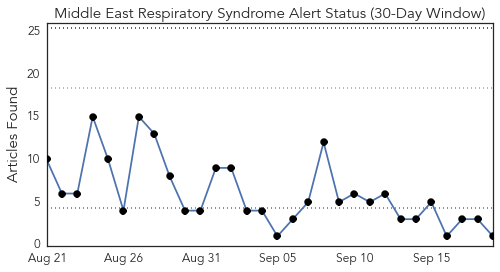 Middle East Respiratory Syndrome Alert Status (30-Day Window)
Articles Found
25
20
15
10
5
0
Aug 21 Aug 26 Aug 31 Sep 05 Sep 10 Sep 15